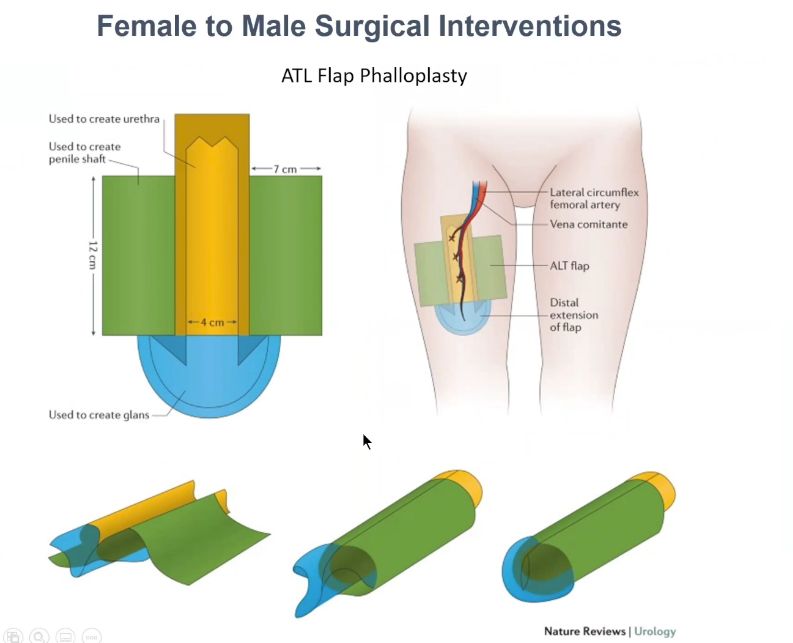 Female to Male Surgical Interventions
ATL Flap Phalloplasty
Used to create urethra
Used to create
penile shaft
7 cm
12 cm
4 cm
Used to create glans
Lateral circumflex
femoral artery
Vena comitante
ALT flap
Distal
extension
of flap
Nature Reviews | Urology